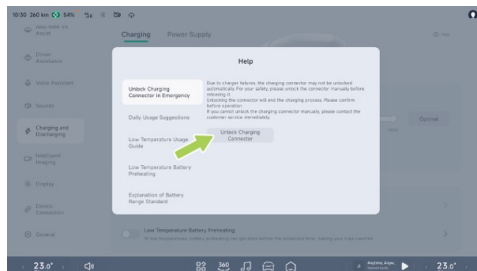 10:30 260 km 54%
Assist
Charging Power Supply
Help
Driver
Assistance
Unlock Charging
Connector in Emergency
Due to charger failures, the charging connector may not be unlocked
automatically. For your safety, please unlock the connector manually before
releasing it.
Unlocking the connector will end the charging process. Please confirm
before operation.
If you cannot unlock the charging connector manually, please contact the
customer service immediately.
Voice Assistant
Sounds
Daily Usage Suggestions
Charging and
Discharging
Unlock Charging
Connector
Low Temperature Usage
Guide
Intelligent
Low Temperature Battery
Preheating
Display
Explanation of Battery
Range Standard
Device
Connection
General
Low Temperature Battery Preheating
23.0° 360 23.0°